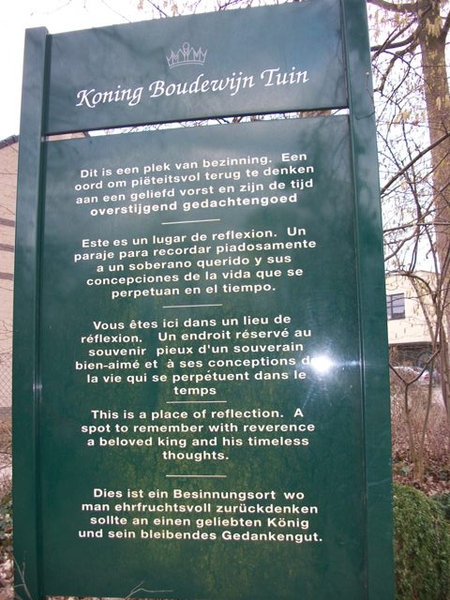 Koning Boudewijn Tuin
Dit is een plek van bezinning. Een
oord om piëteitsvol terug te denken
aan een geliefd vorst en zijn de tijd
overstijgend gedachtengoed
Este es un lugar de reflexion. Un
paraje para recordar piadosamente
a un soberano querido y sus
concepciones de la vida que se
perpetuan en el tiempo.
Vous êtes ici dans un lieu de
réflexion. Un endroit réservé au
souvenir pieux d'un souverain
bien-aimé et à ses conceptions de
la vie qui se perpétuent dans le
temps
This is a place of reflection. A
spot to remember with reverence
a beloved king and his timeless
thoughts.
Dies ist ein Besinnungsort wo
man ehrfruchtsvoll zurückdenken
sollte an einen geliebten König
und sein bleibendes Gedankengut.